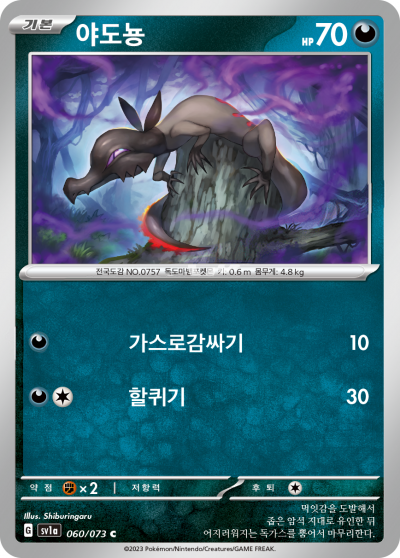 기본 야도뇽 HP 70
전국도감 NO.0757 독도마뱀포켓몬 키: 0.6 m 몸무게: 4.8 kg
가스로감싸기 10
할퀴기 30
약점 ×2 저항력 후퇴
Illus. Shiburingaru
G sv1a 060/073 C
먹잇감을 도발해서
좁은 암석 지대로 유인한 뒤
어지러워지는 독가스를 뿜어서 마무리한다.
©2023 Pokémon/Nintendo/Creatures/GAME FREAK.